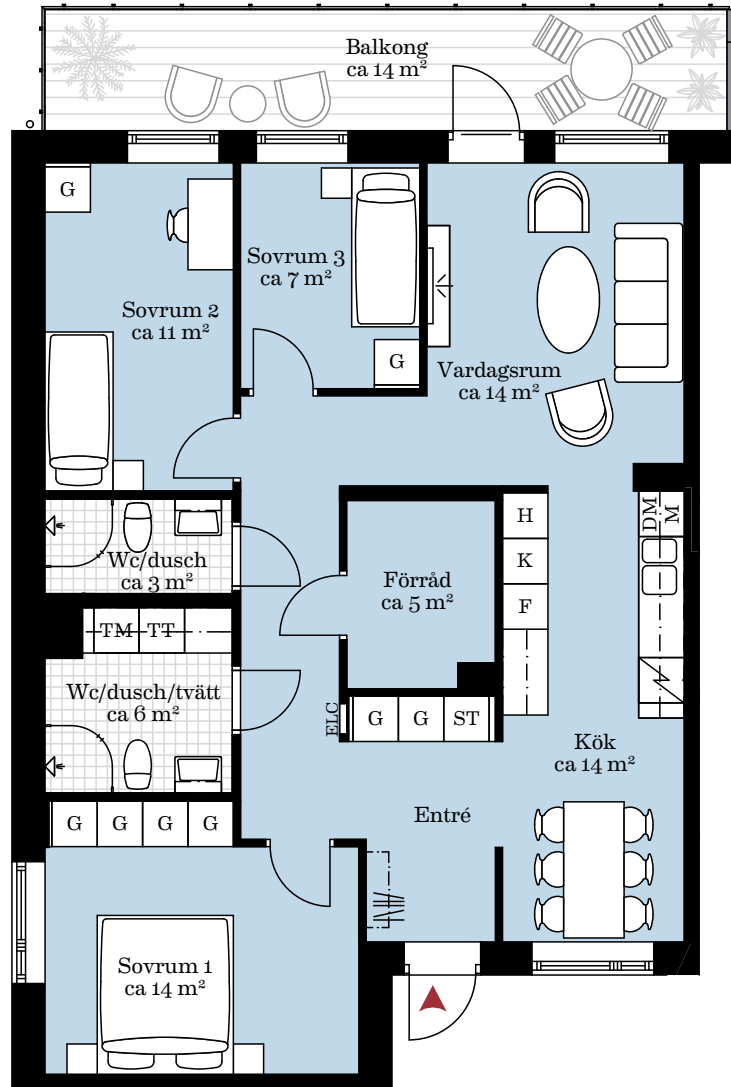 Balkong
ca 14 m²
G
Sovrum 3
ca 7 m²
Sovrum 2
ca 11 m²
G
Vardagsrum
ca 14 m²
H
DM
M
K
Wc/dusch
ca 3 m²
Förråd
ca 5 m²
F
TM
TT
Wc/dusch/tvätt
ca 6 m²
ELC
G
G
ST
Kök
ca 14 m²
G
G
G
G
Entré
Sovrum 1
ca 14 m²